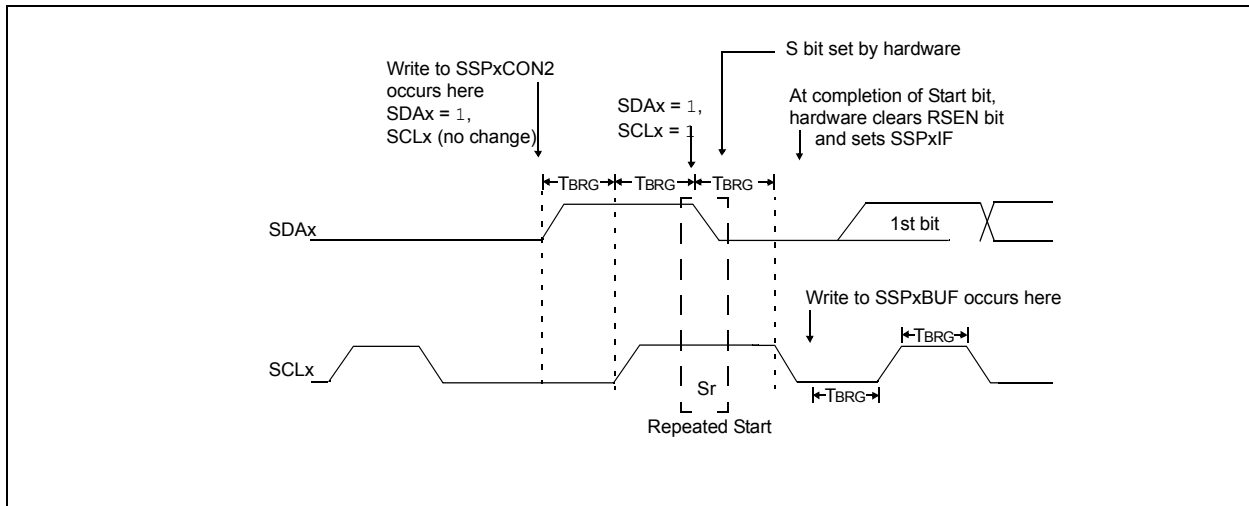 S bit set by hardware
Write to SSPxCON2
occurs here
SDAx = 1,
SCLx (no change)
SDAx = 1,
SCLx = 1
At completion of Start bit,
hardware clears RSEN bit
and sets SSPxIF
TBRG TBRG TBRG
SDAx
1st bit
Write to SSPxBUF occurs here
TBRG
SCLx
Sr
TBRG
Repeated Start